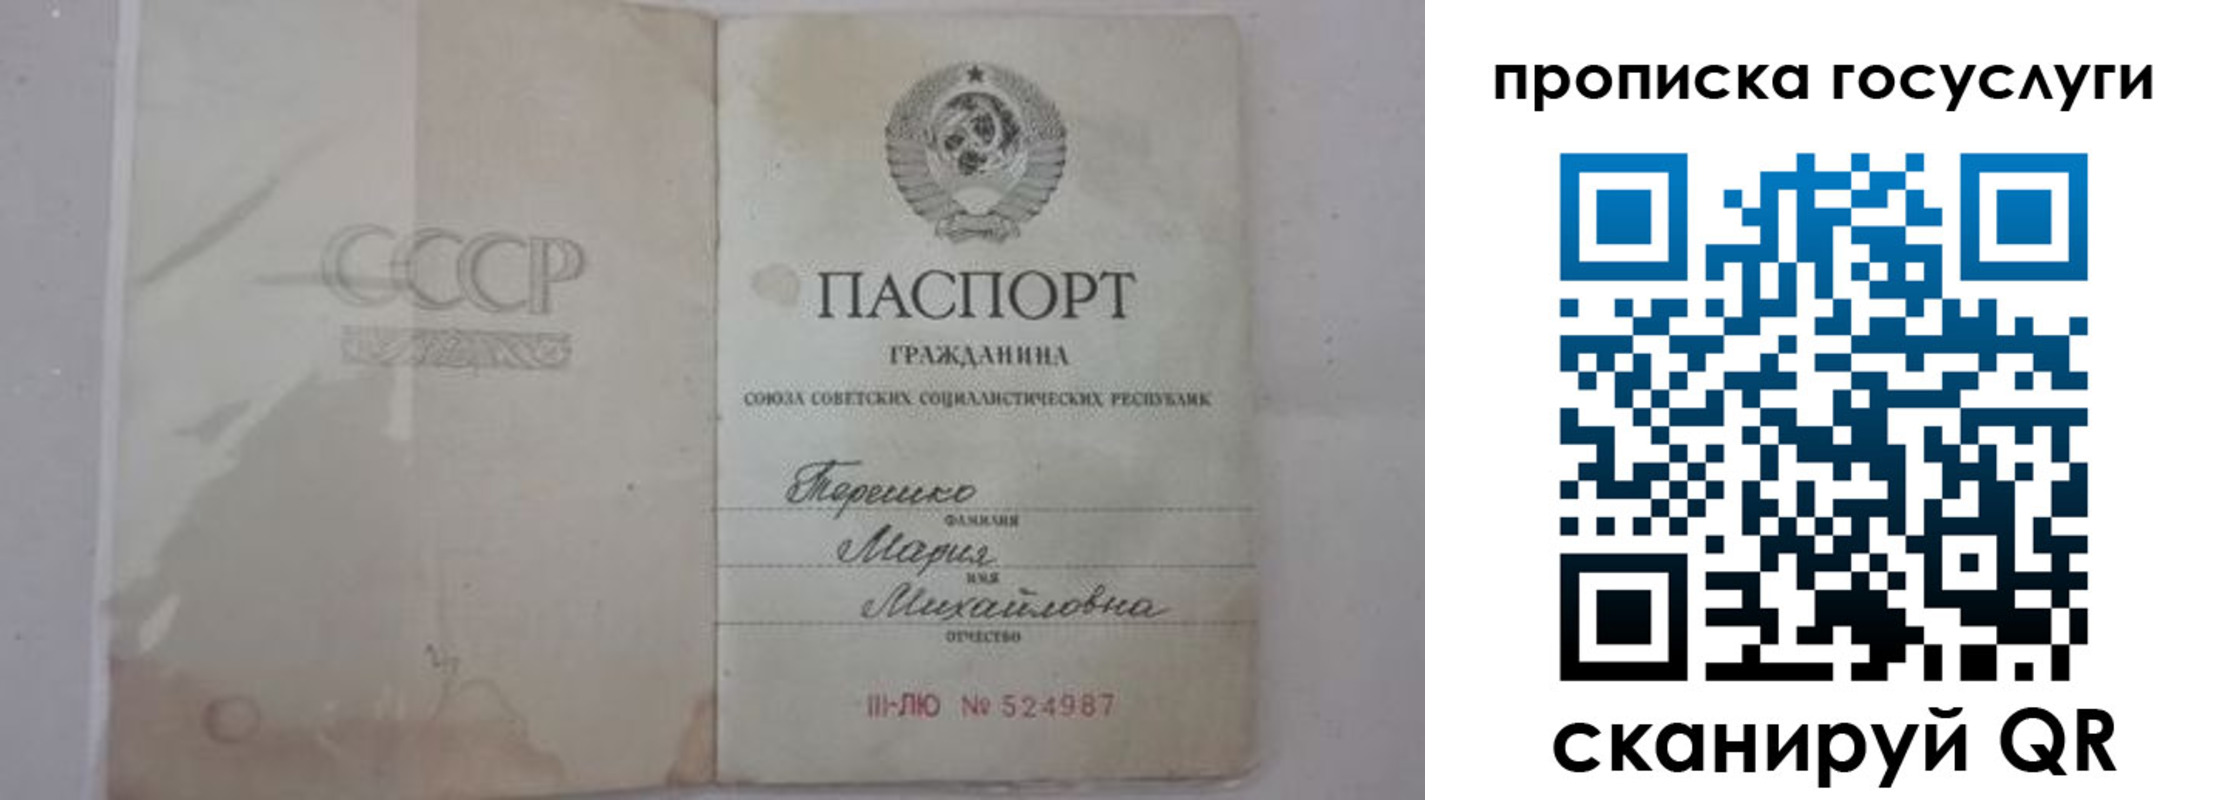 СССР
ПАСПОРТ
ГРАЖДАНИНА
СОЮЗА СОВЕТСКИХ СОЦИАЛИСТИЧЕСКИХ РЕСПУБЛИК
Терешко
ФАМИЛИЯ
Мария
ИМЯ
Михайловна
ОТЧЕСТВО
III-ЛЮ № 524987
прописка госуслуги
сканируй QR